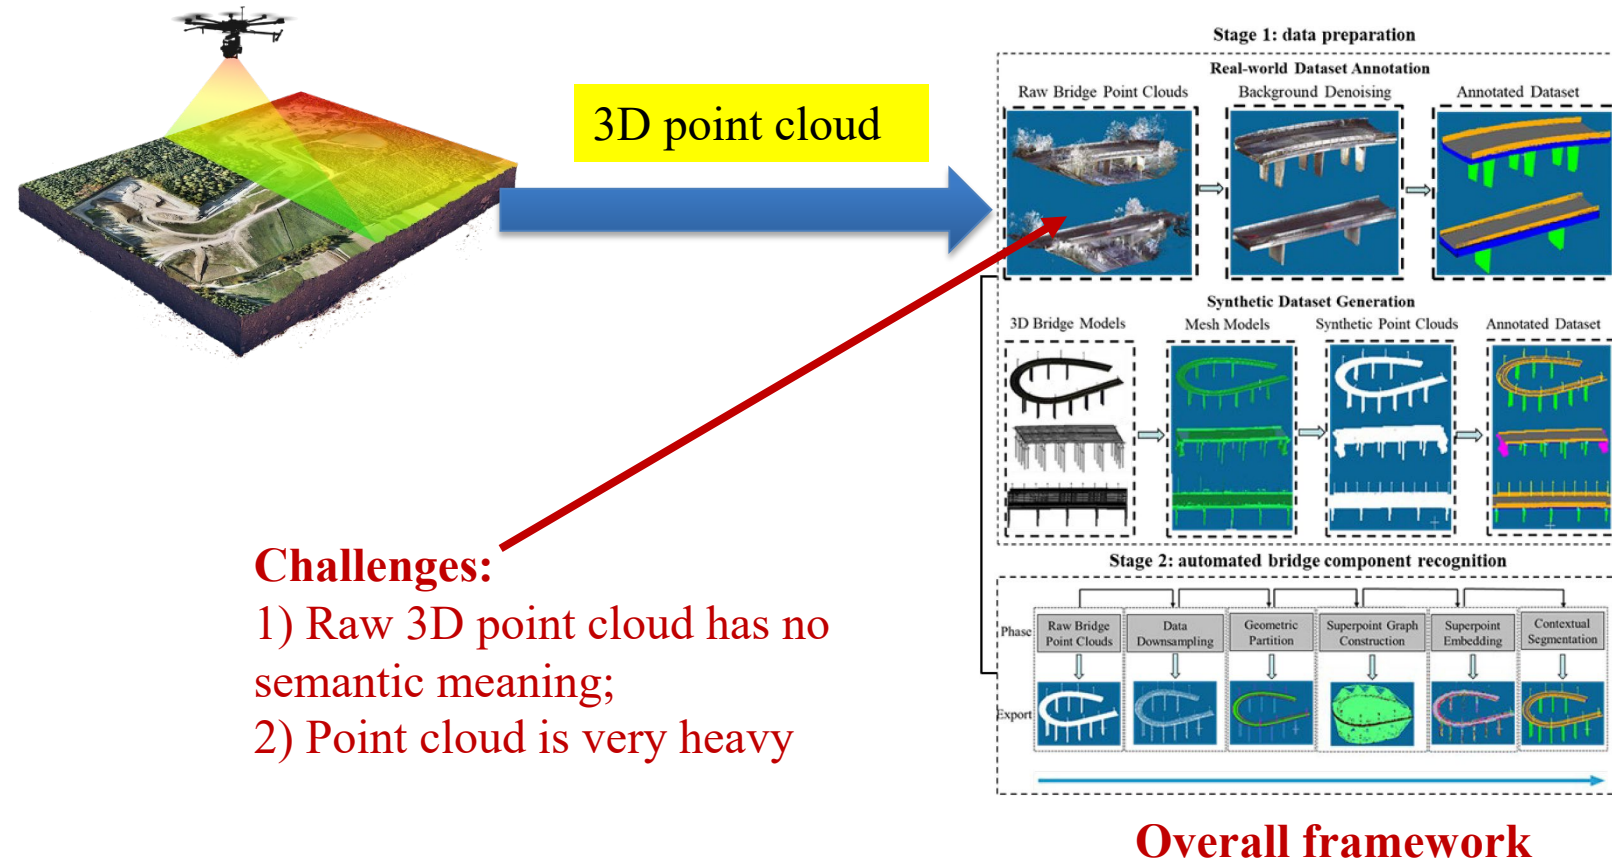 3D point cloud
Challenges:
1) Raw 3D point cloud has no
semantic meaning;
2) Point cloud is very heavy
Stage 1: data preparation
Real-world Dataset Annotation
Raw Bridge Point Clouds
Background Denoising
Annotated Dataset
Synthetic Dataset Generation
3D Bridge Models
Mesh Models
Synthetic Point Clouds
Annotated Dataset
Stage 2: automated bridge component recognition
Phase
Raw Bridge
Point Clouds
Data
Downsampling
Geometric
Partition
Superpoint Graph
Construction
Superpoint
Embedding
Contextual
Segmentation
Export
Overall framework